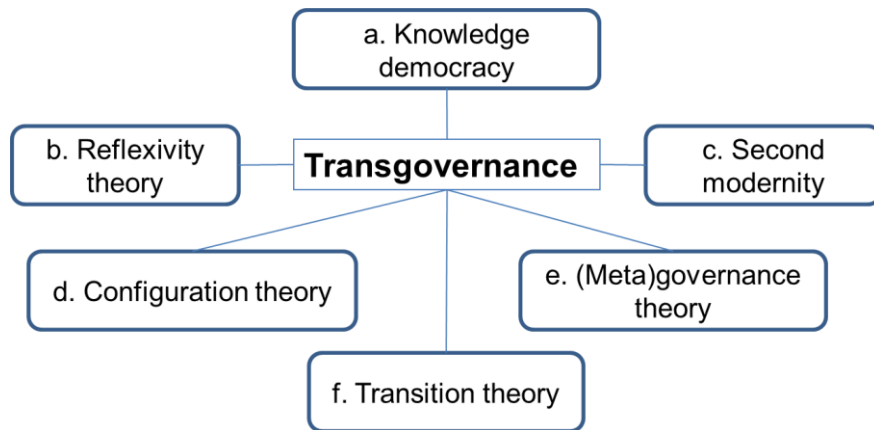 a. Knowledge
democracy
b. Reflexivity
theory
Transgovernance
c. Second
modernity
d. Configuration theory
e. (Meta)governance
theory
f. Transition theory